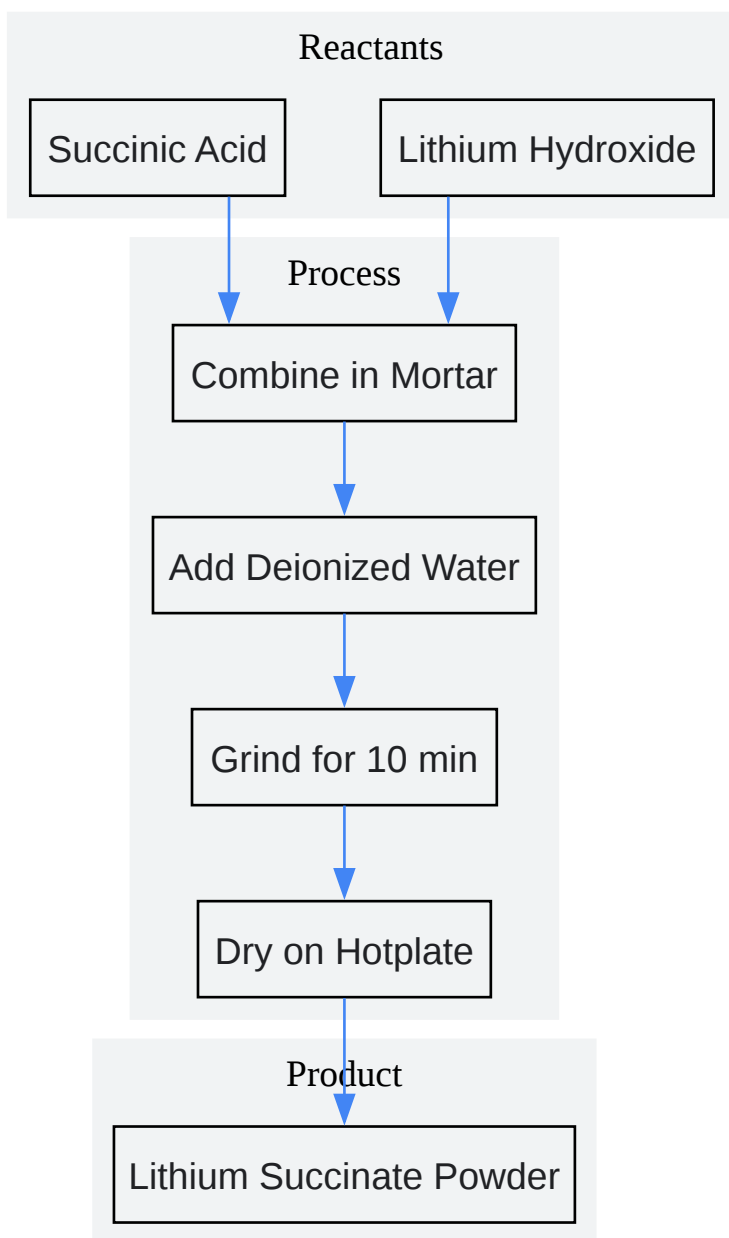 Reactants
Succinic Acid
Lithium Hydroxide
Process
Combine in Mortar
Add Deionized Water
Grind for 10 min
Dry on Hotplate
Product
Lithium Succinate Powder